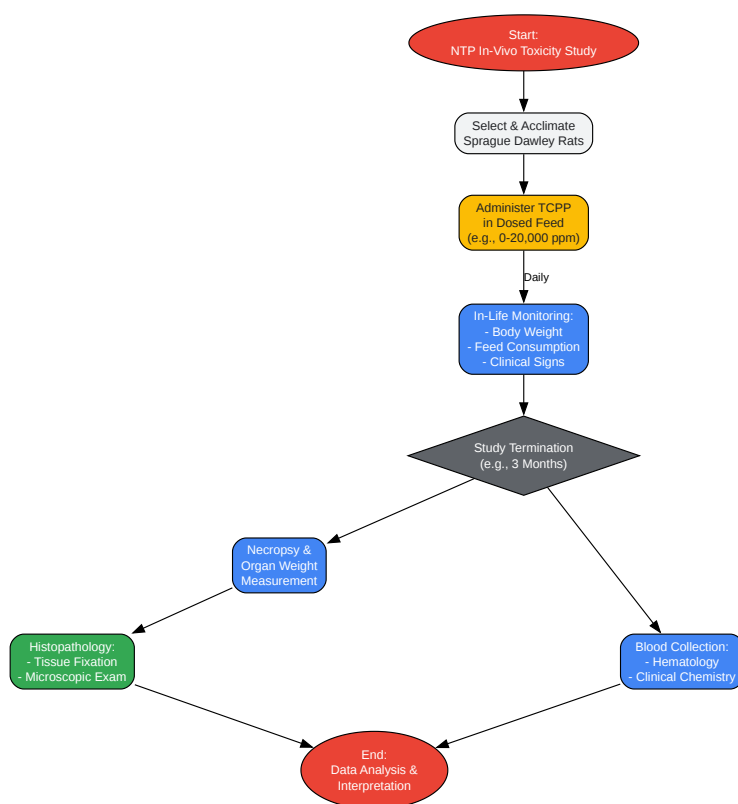 Start:
NTP In-Vivo Toxicity Study
Select & Acclimate
Sprague Dawley Rats
Administer TCPP
in Dosed Feed
(e.g., 0-20,000 ppm)
Daily
In-Life Monitoring:
- Body Weight
- Feed Consumption
- Clinical Signs
Study Termination
(e.g., 3 Months)
Necropsy &
Organ Weight
Measurement
Histopathology:
- Tissue Fixation
- Microscopic Exam
Blood Collection:
- Hematology
- Clinical Chemistry
End:
Data Analysis &
Interpretation